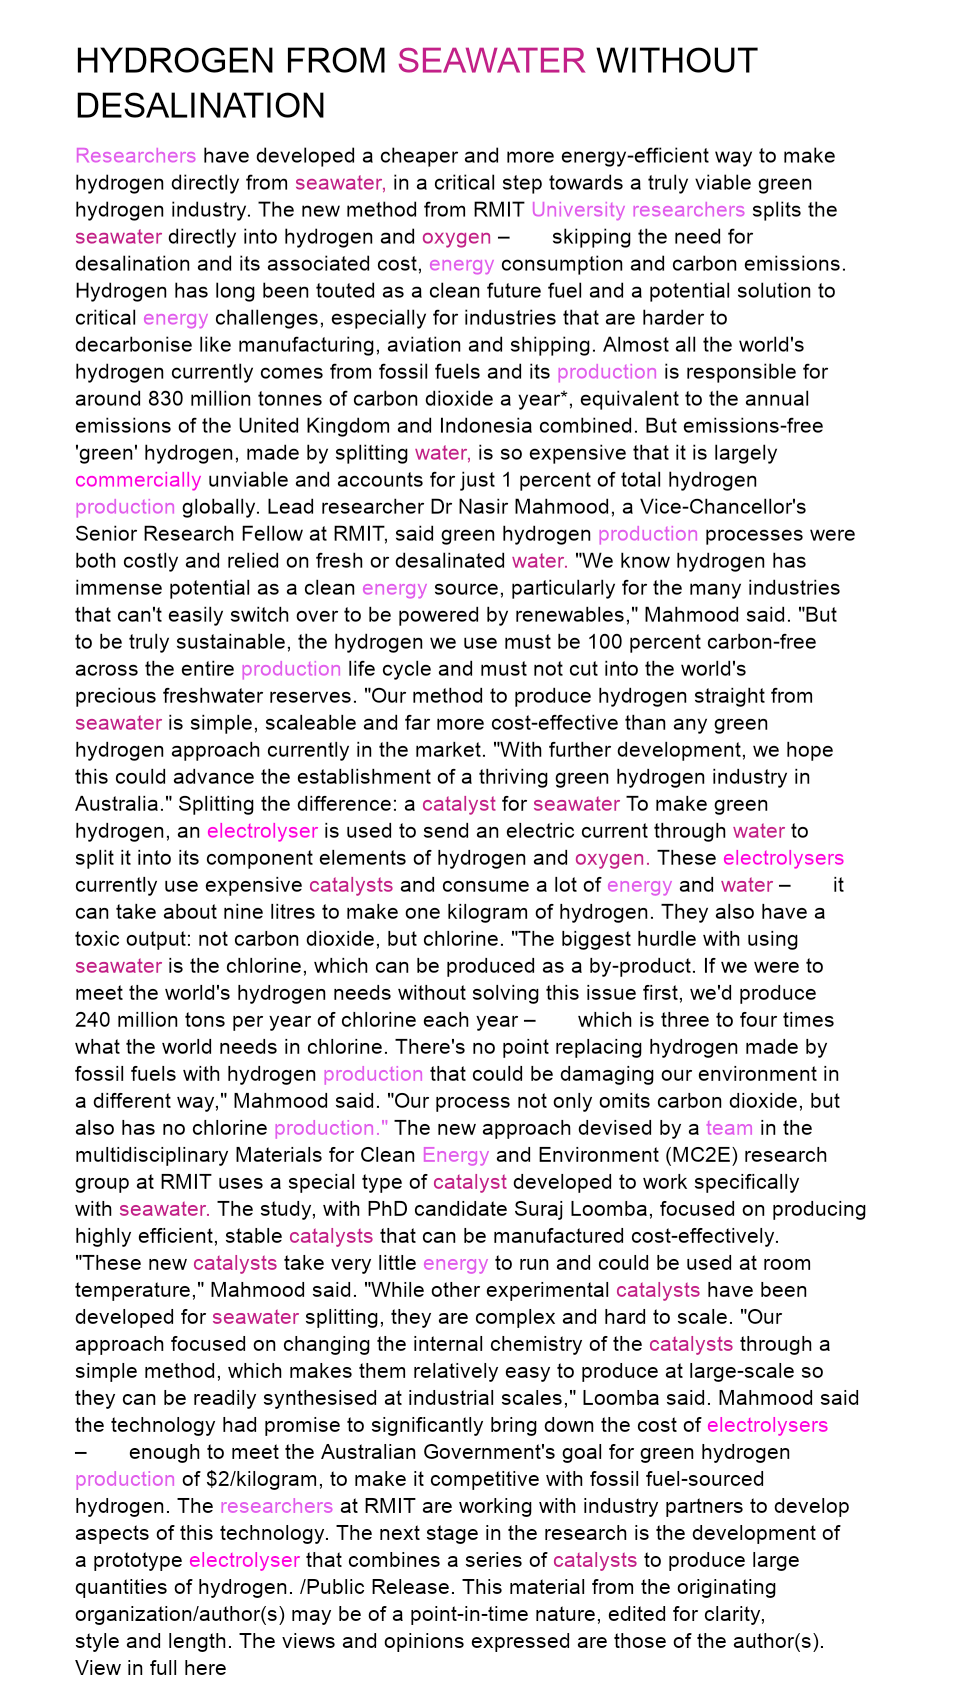 HYDROGEN FROM SEAWATER WITHOUT
DESALINATION
Researchers have developed a cheaper and more energy-efficient way to make
hydrogen directly from seawater, in a critical step towards a truly viable green
hydrogen industry. The new method from RMIT University researchers splits the
seawater directly into hydrogen and oxygen – skipping the need for
desalination and its associated cost, energy consumption and carbon emissions.
Hydrogen has long been touted as a clean future fuel and a potential solution to
critical energy challenges, especially for industries that are harder to
decarbonise like manufacturing, aviation and shipping. Almost all the world's
hydrogen currently comes from fossil fuels and its production is responsible for
around 830 million tonnes of carbon dioxide a year*, equivalent to the annual
emissions of the United Kingdom and Indonesia combined. But emissions-free
'green' hydrogen, made by splitting water, is so expensive that it is largely
commercially unviable and accounts for just 1 percent of total hydrogen
production globally. Lead researcher Dr Nasir Mahmood, a Vice-Chancellor's
Senior Research Fellow at RMIT, said green hydrogen production processes were
both costly and relied on fresh or desalinated water. "We know hydrogen has
immense potential as a clean energy source, particularly for the many industries
that can't easily switch over to be powered by renewables," Mahmood said. "But
to be truly sustainable, the hydrogen we use must be 100 percent carbon-free
across the entire production life cycle and must not cut into the world's
precious freshwater reserves. "Our method to produce hydrogen straight from
seawater is simple, scaleable and far more cost-effective than any green
hydrogen approach currently in the market. "With further development, we hope
this could advance the establishment of a thriving green hydrogen industry in
Australia." Splitting the difference: a catalyst for seawater To make green
hydrogen, an electrolyser is used to send an electric current through water to
split it into its component elements of hydrogen and oxygen. These electrolysers
currently use expensive catalysts and consume a lot of energy and water – it
can take about nine litres to make one kilogram of hydrogen. They also have a
toxic output: not carbon dioxide, but chlorine. "The biggest hurdle with using
seawater is the chlorine, which can be produced as a by-product. If we were to
meet the world's hydrogen needs without solving this issue first, we'd produce
240 million tons per year of chlorine each year – which is three to four times
what the world needs in chlorine. There's no point replacing hydrogen made by
fossil fuels with hydrogen production that could be damaging our environment in
a different way," Mahmood said. "Our process not only omits carbon dioxide, but
also has no chlorine production." The new approach devised by a team in the
multidisciplinary Materials for Clean Energy and Environment (MC2E) research
group at RMIT uses a special type of catalyst developed to work specifically
with seawater. The study, with PhD candidate Suraj Loomba, focused on producing
highly efficient, stable catalysts that can be manufactured cost-effectively.
"These new catalysts take very little energy to run and could be used at room
temperature," Mahmood said. "While other experimental catalysts have been
developed for seawater splitting, they are complex and hard to scale. "Our
approach focused on changing the internal chemistry of the catalysts through a
simple method, which makes them relatively easy to produce at large-scale so
they can be readily synthesised at industrial scales," Loomba said. Mahmood said
the technology had promise to significantly bring down the cost of electrolysers
– enough to meet the Australian Government's goal for green hydrogen
production of $2/kilogram, to make it competitive with fossil fuel-sourced
hydrogen. The researchers at RMIT are working with industry partners to develop
aspects of this technology. The next stage in the research is the development of
a prototype electrolyser that combines a series of catalysts to produce large
quantities of hydrogen. /Public Release. This material from the originating
organization/author(s) may be of a point-in-time nature, edited for clarity,
style and length. The views and opinions expressed are those of the author(s).
View in full here